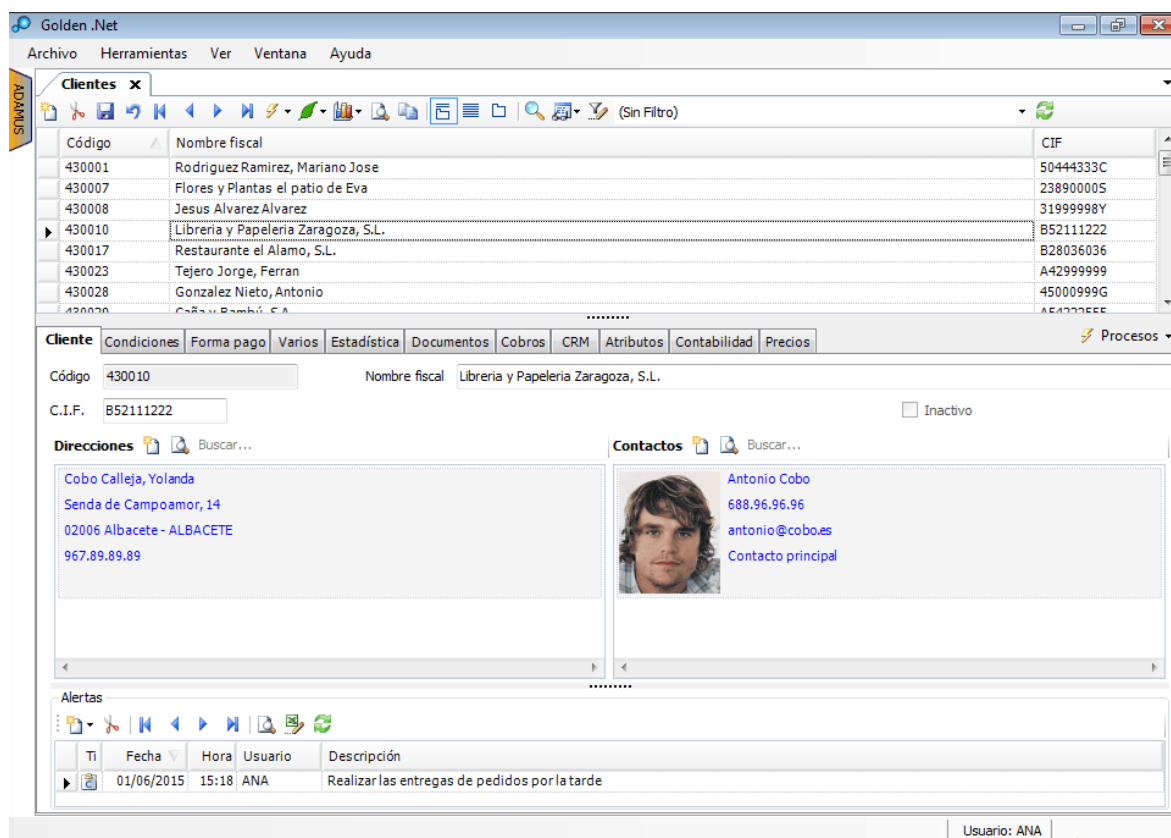 Golden .Net
Archivo Herramientas Ver Ventana Ayuda
ADAMUS
Clientes x
(Sin Filtro)
Código Nombre fiscal CIF
430001 Rodriguez Ramirez, Mariano Jose 50444333C
430007 Flores y Plantas el patio de Eva 23890000S
430008 Jesus Alvarez Alvarez 31999998Y
430010 Libreria y Papeleria Zaragoza, S.L. B52111222
430017 Restaurante el Alamo, S.L. B28036036
430023 Tejero Jorge, Ferran A42999999
430028 Gonzalez Nieto, Antonio 45000999G
430029 Caña y Bambú, S.A.
Cliente Condiciones Forma pago Varios Estadística Documentos Cobros CRM Atributos Contabilidad Precios Procesos
Código 430010 Nombre fiscal Libreria y Papeleria Zaragoza, S.L.
C.I.F. B52111222 Inactivo
Direcciones Buscar... Contactos Buscar...
Cobo Calleja, Yolanda
Senda de Campoamor, 14
02006 Albacete - ALBACETE
967.89.89.89
Antonio Cobo
688.96.96.96
antonio@cobo.es
Contacto principal
Alertas
Ti Fecha Hora Usuario Descripción
01/06/2015 15:18 ANA Realizar las entregas de pedidos por la tarde
Usuario: ANA